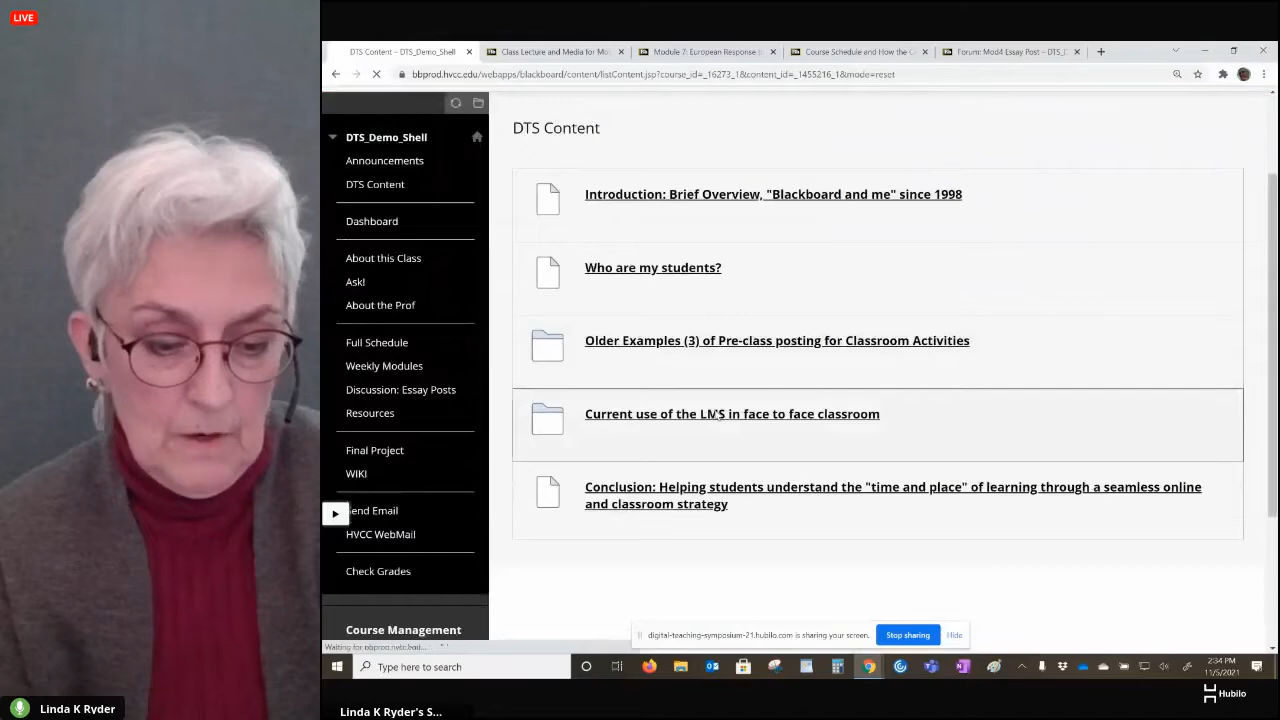 LIVE
DTS Content – DTS_Demo_Shell
Class Lecture and Media for Mo
Module 7: European Response t
Course Schedule and How the C
Forum: Mod4 Essay Post – DTS_D
bbprod.hvcc.edu/webapps/blackboard/content/listContent.jsp?course_id=_16273_1&content_id=_1455216_1&mode=reset
DTS_Demo_Shell
Announcements
DTS Content
Dashboard
About this Class
Ask!
About the Prof
Full Schedule
Weekly Modules
Discussion: Essay Posts
Resources
Final Project
WIKI
end Email
HVCC WebMail
Check Grades
Course Management
DTS Content
Introduction: Brief Overview, "Blackboard and me" since 1998
Who are my students?
Older Examples (3) of Pre-class posting for Classroom Activities
Current use of the LMS in face to face classroom
Conclusion: Helping students understand the "time and place" of learning through a seamless online
and classroom strategy
digital-teaching-symposium-21.hubilo.com is sharing your screen.
Stop sharing
Hide
Type here to search
2:34 PM
11/5/2021
Hubilo
Linda K Ryder
Linda K Ryder's S...